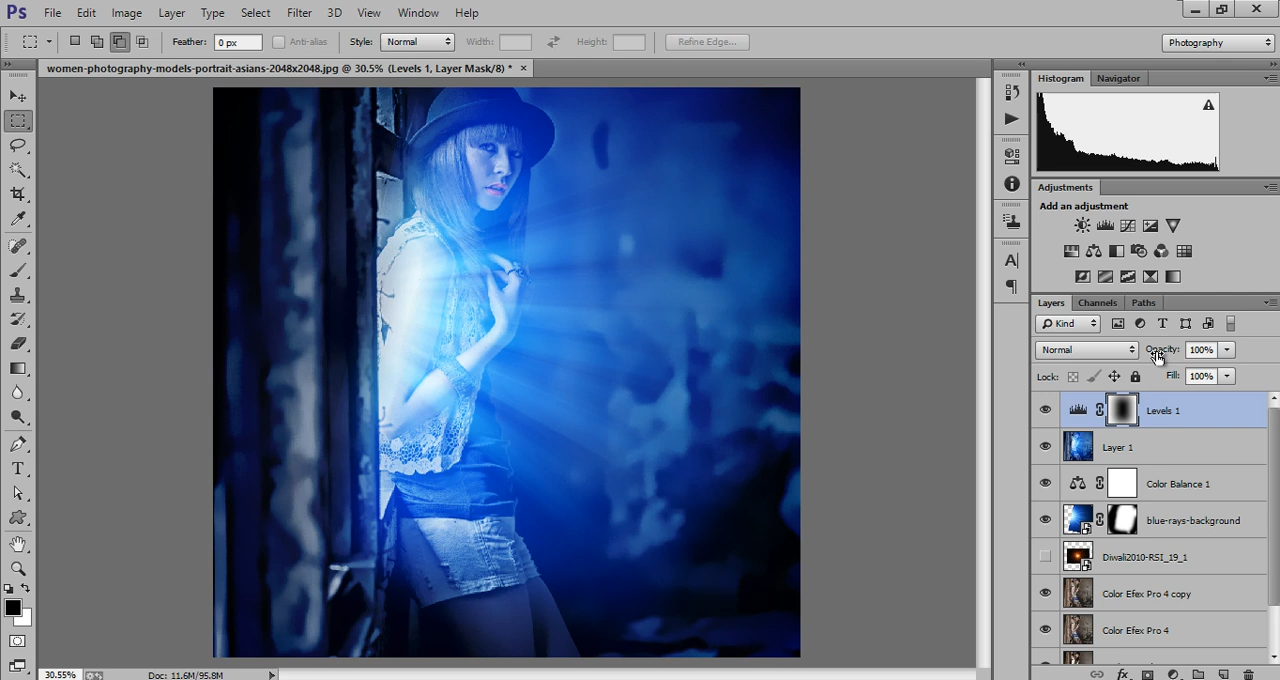 Ps File Edit Image Layer Type Select Filter 3D View Window Help
Feather: 0 px Anti-alias Style: Normal Width: Height: Refine Edge... Photography
women-photography-models-portrait-asians-2048x2048.jpg @ 30.5% (Levels 1, Layer Mask/8) * ×
Histogram Navigator
Adjustments
Add an adjustment
Layers Channels Paths
Kind
Normal Opacity: 100%
Lock: Fill: 100%
Levels 1
Layer 1
Color Balance 1
blue-rays-background
Diwali2010-RSI_19_1
Color Efex Pro 4 copy
Color Efex Pro 4
30.55% Doc: 11.6M/95.8M